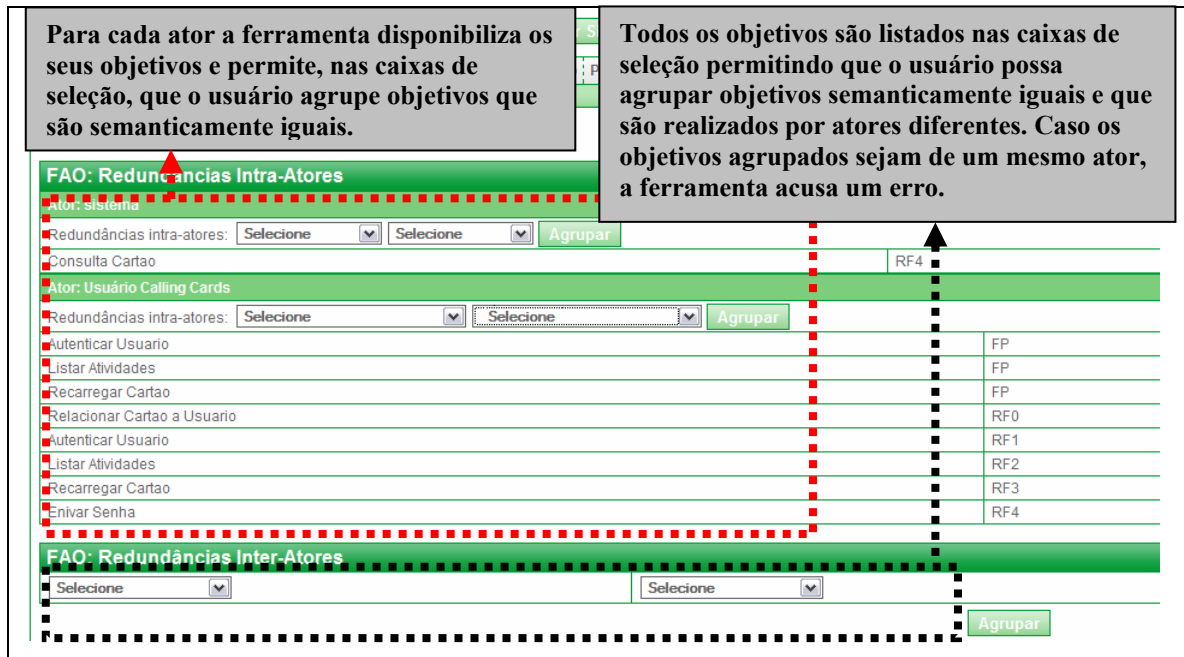 Para cada ator a ferramenta disponibiliza os
seus objetivos e permite, nas caixas de
seleção, que o usuário agrupe objetivos que
são semanticamente iguais.
Todos os objetivos são listados nas caixas de
seleção permitindo que o usuário possa
agrupar objetivos semanticamente iguais e que
são realizados por atores diferentes. Caso os
objetivos agrupados sejam de um mesmo ator,
a ferramenta acusa um erro.
FAO: Redundâncias Intra-Atores
Ator: sistema
Redundâncias intra-atores: Selecione Selecione Agrupar
Consulta Cartao RF4
Ator: Usuário Calling Cards
Redundâncias intra-atores: Selecione Selecione Agrupar
Autenticar Usuario FP
Listar Atividades FP
Recarregar Cartao FP
Relacionar Cartao a Usuario RF0
Autenticar Usuario RF1
Listar Atividades RF2
Recarregar Cartao RF3
Enivar Senha RF4
FAO: Redundâncias Inter-Atores
Selecione Selecione
Agrupar